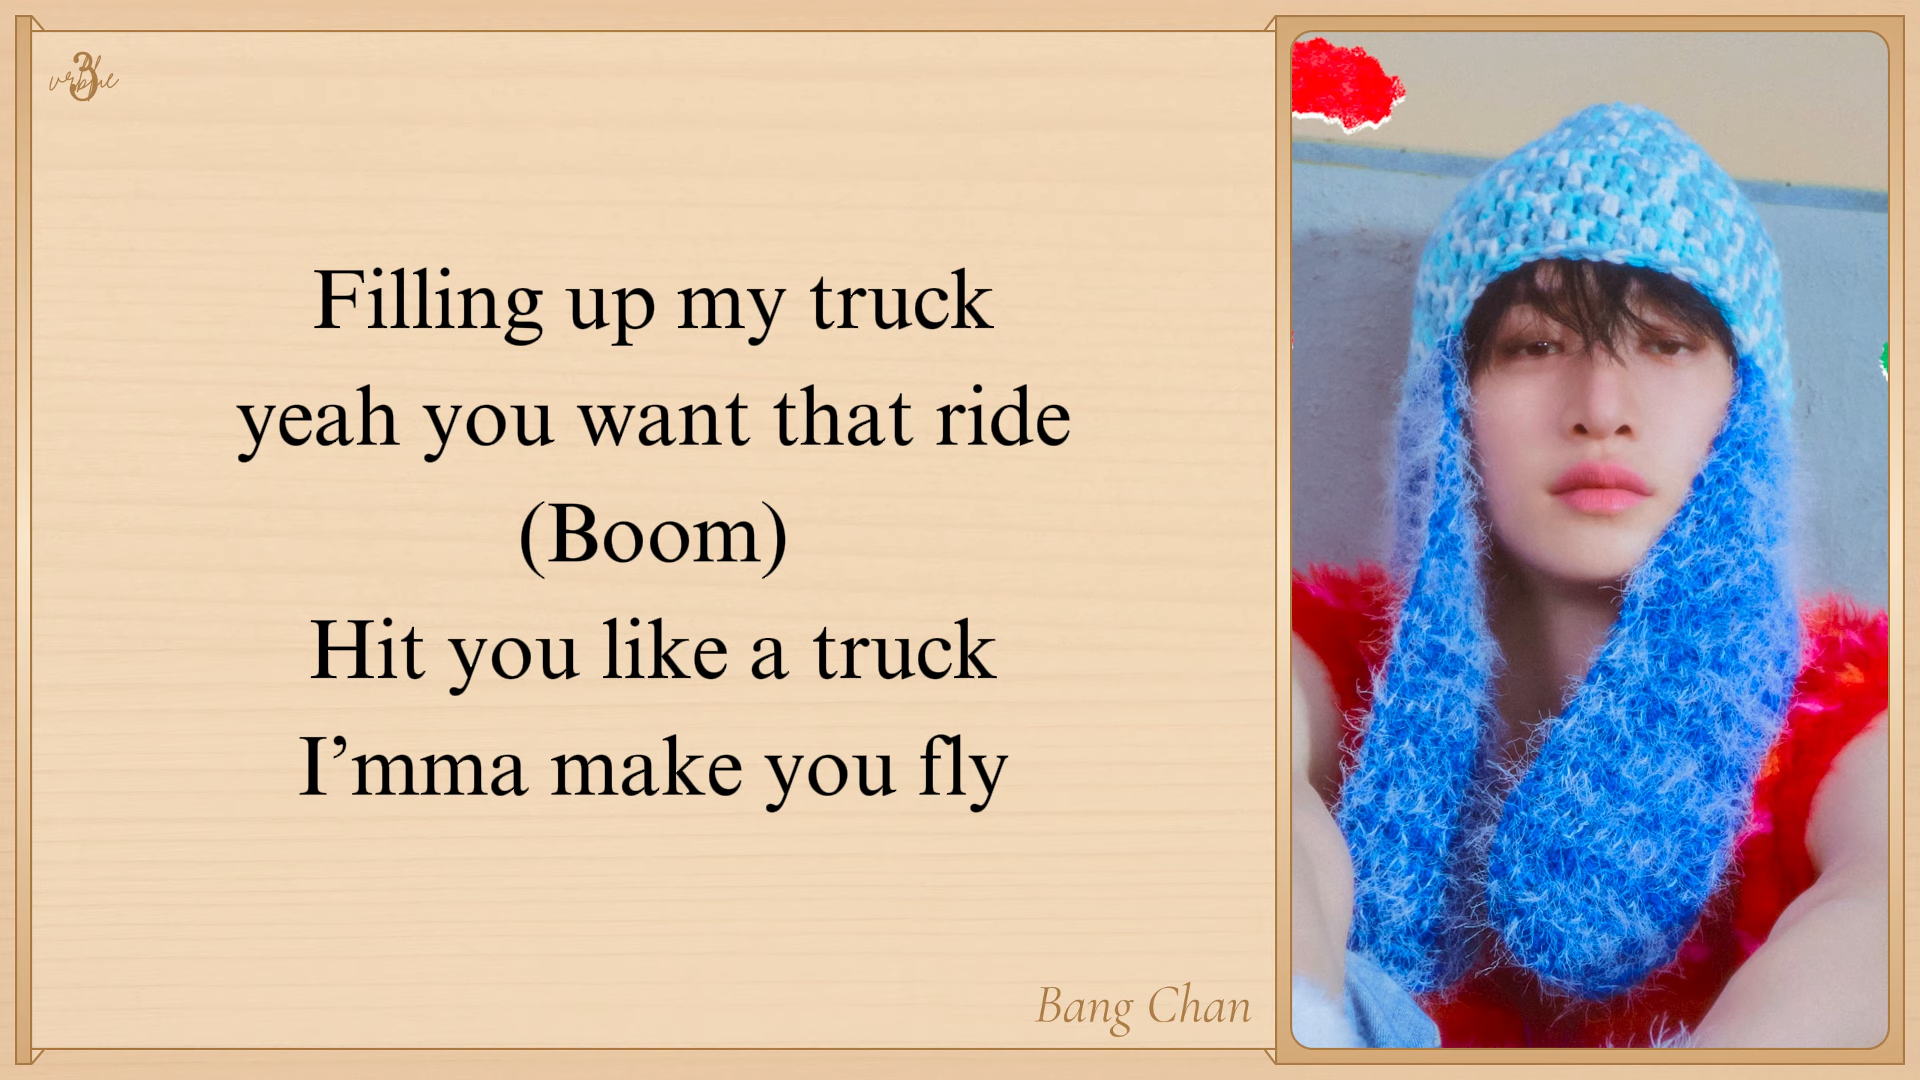 Filling up my truck
yeah you want that ride
(Boom)
Hit you like a truck
I’mma make you fly
Bang Chan